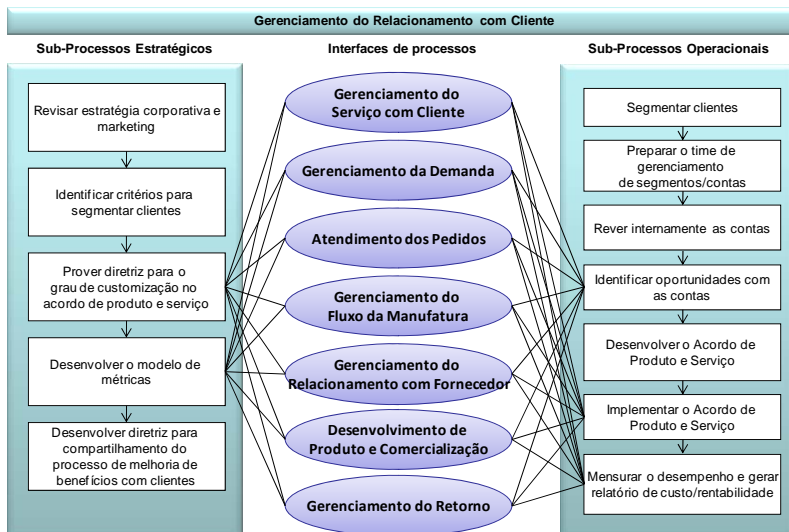 Gerenciamento do Relacionamento com Cliente
Sub-Processos Estratégicos
Interfaces de processos
Sub-Processos Operacionais
Revisar estratégia corporativa e
marketing
Identificar critérios para
segmentar clientes
Prover diretriz para o
grau de customização no
acordo de produto e serviço
Desenvolver o modelo de
métricas
Desenvolver diretriz para
compartilhamento do
processo de melhoria de
benefícios com clientes
Gerenciamento do
Serviço com Cliente
Gerenciamento da Demanda
Atendimento dos Pedidos
Gerenciamento do
Fluxo da Manufatura
Gerenciamento do
Relacionamento com Fornecedor
Desenvolvimento de
Produto e Comercialização
Gerenciamento do Retorno
Segmentar clientes
Preparar o time de
gerenciamento
de segmentos/contas
Rever internamente as contas
Identificar oportunidades com
as contas
Desenvolver o Acordo de
Produto e Serviço
Implementar o Acordo de
Produto e Serviço
Mensurar o desempenho e gerar
relatório de custo/rentabilidade